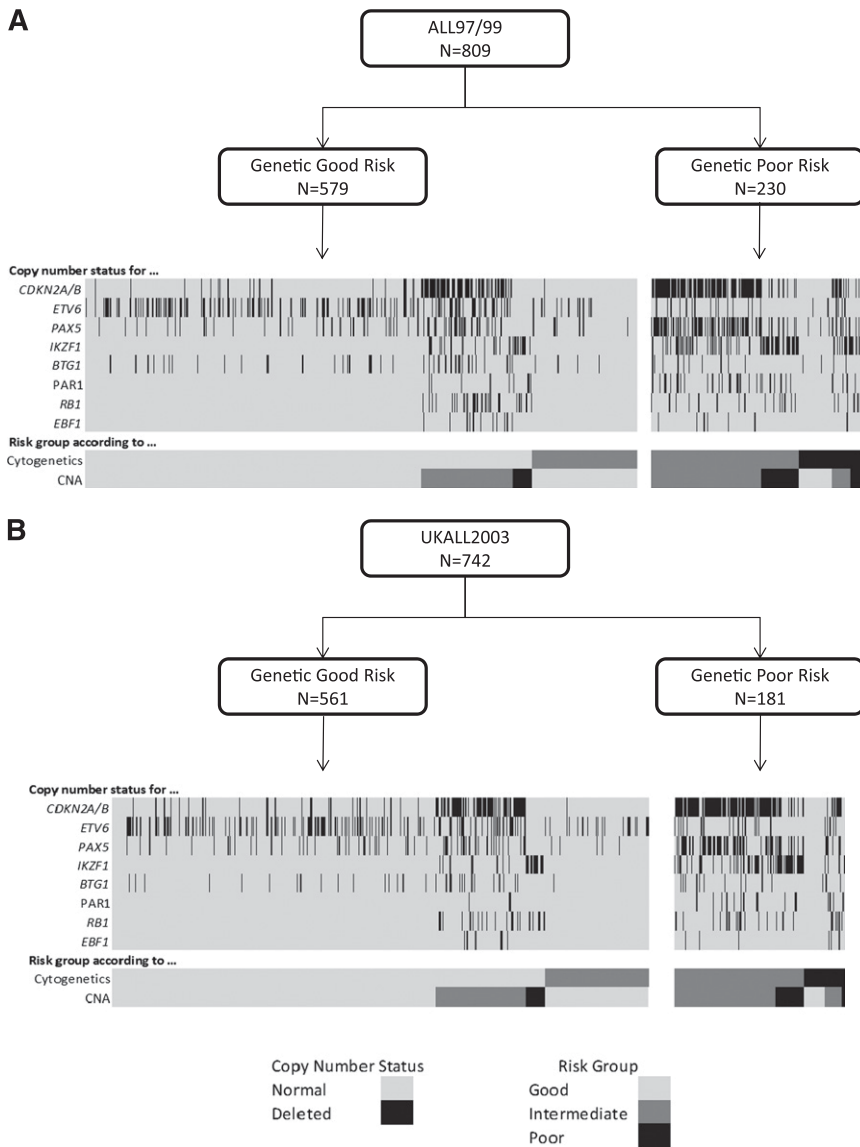 A
ALL97/99
N=809
Genetic Good Risk
N=579
Genetic Poor Risk
N=230
Copy number status for ...
CDKN2A/B
ETV6
PAX5
IKZF1
BTG1
PAR1
RB1
EBF1
Risk group according to ...
Cytogenetics
CNA
B
UKALL2003
N=742
Genetic Good Risk
N=561
Genetic Poor Risk
N=181
Copy number status for ...
CDKN2A/B
ETV6
PAX5
IKZF1
BTG1
PAR1
RB1
EBF1
Risk group according to ...
Cytogenetics
CNA
Copy Number Status
Normal
Deleted
Risk Group
Good
Intermediate
Poor